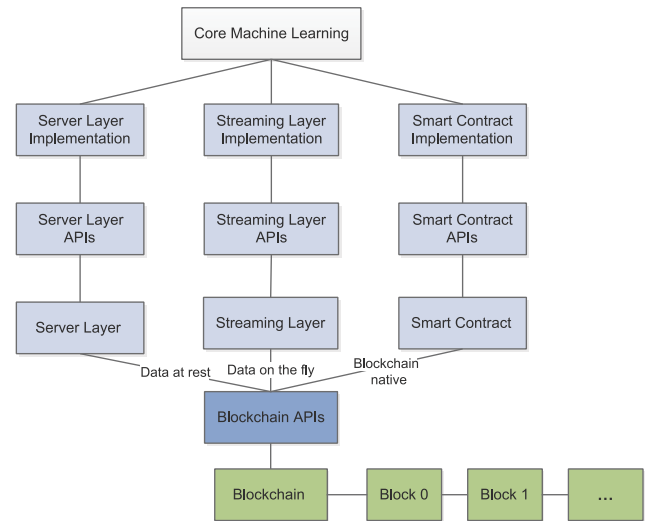 Core Machine Learning
Server Layer
Implementation
Streaming Layer
Implementation
Smart Contract
Implementation
Server Layer
APIs
Streaming Layer
APIs
Smart Contract
APIs
Server Layer
Streaming Layer
Smart Contract
Data at rest
Data on the fly
Blockchain
native
Blockchain APIs
Blockchain
Block 0
Block 1
...